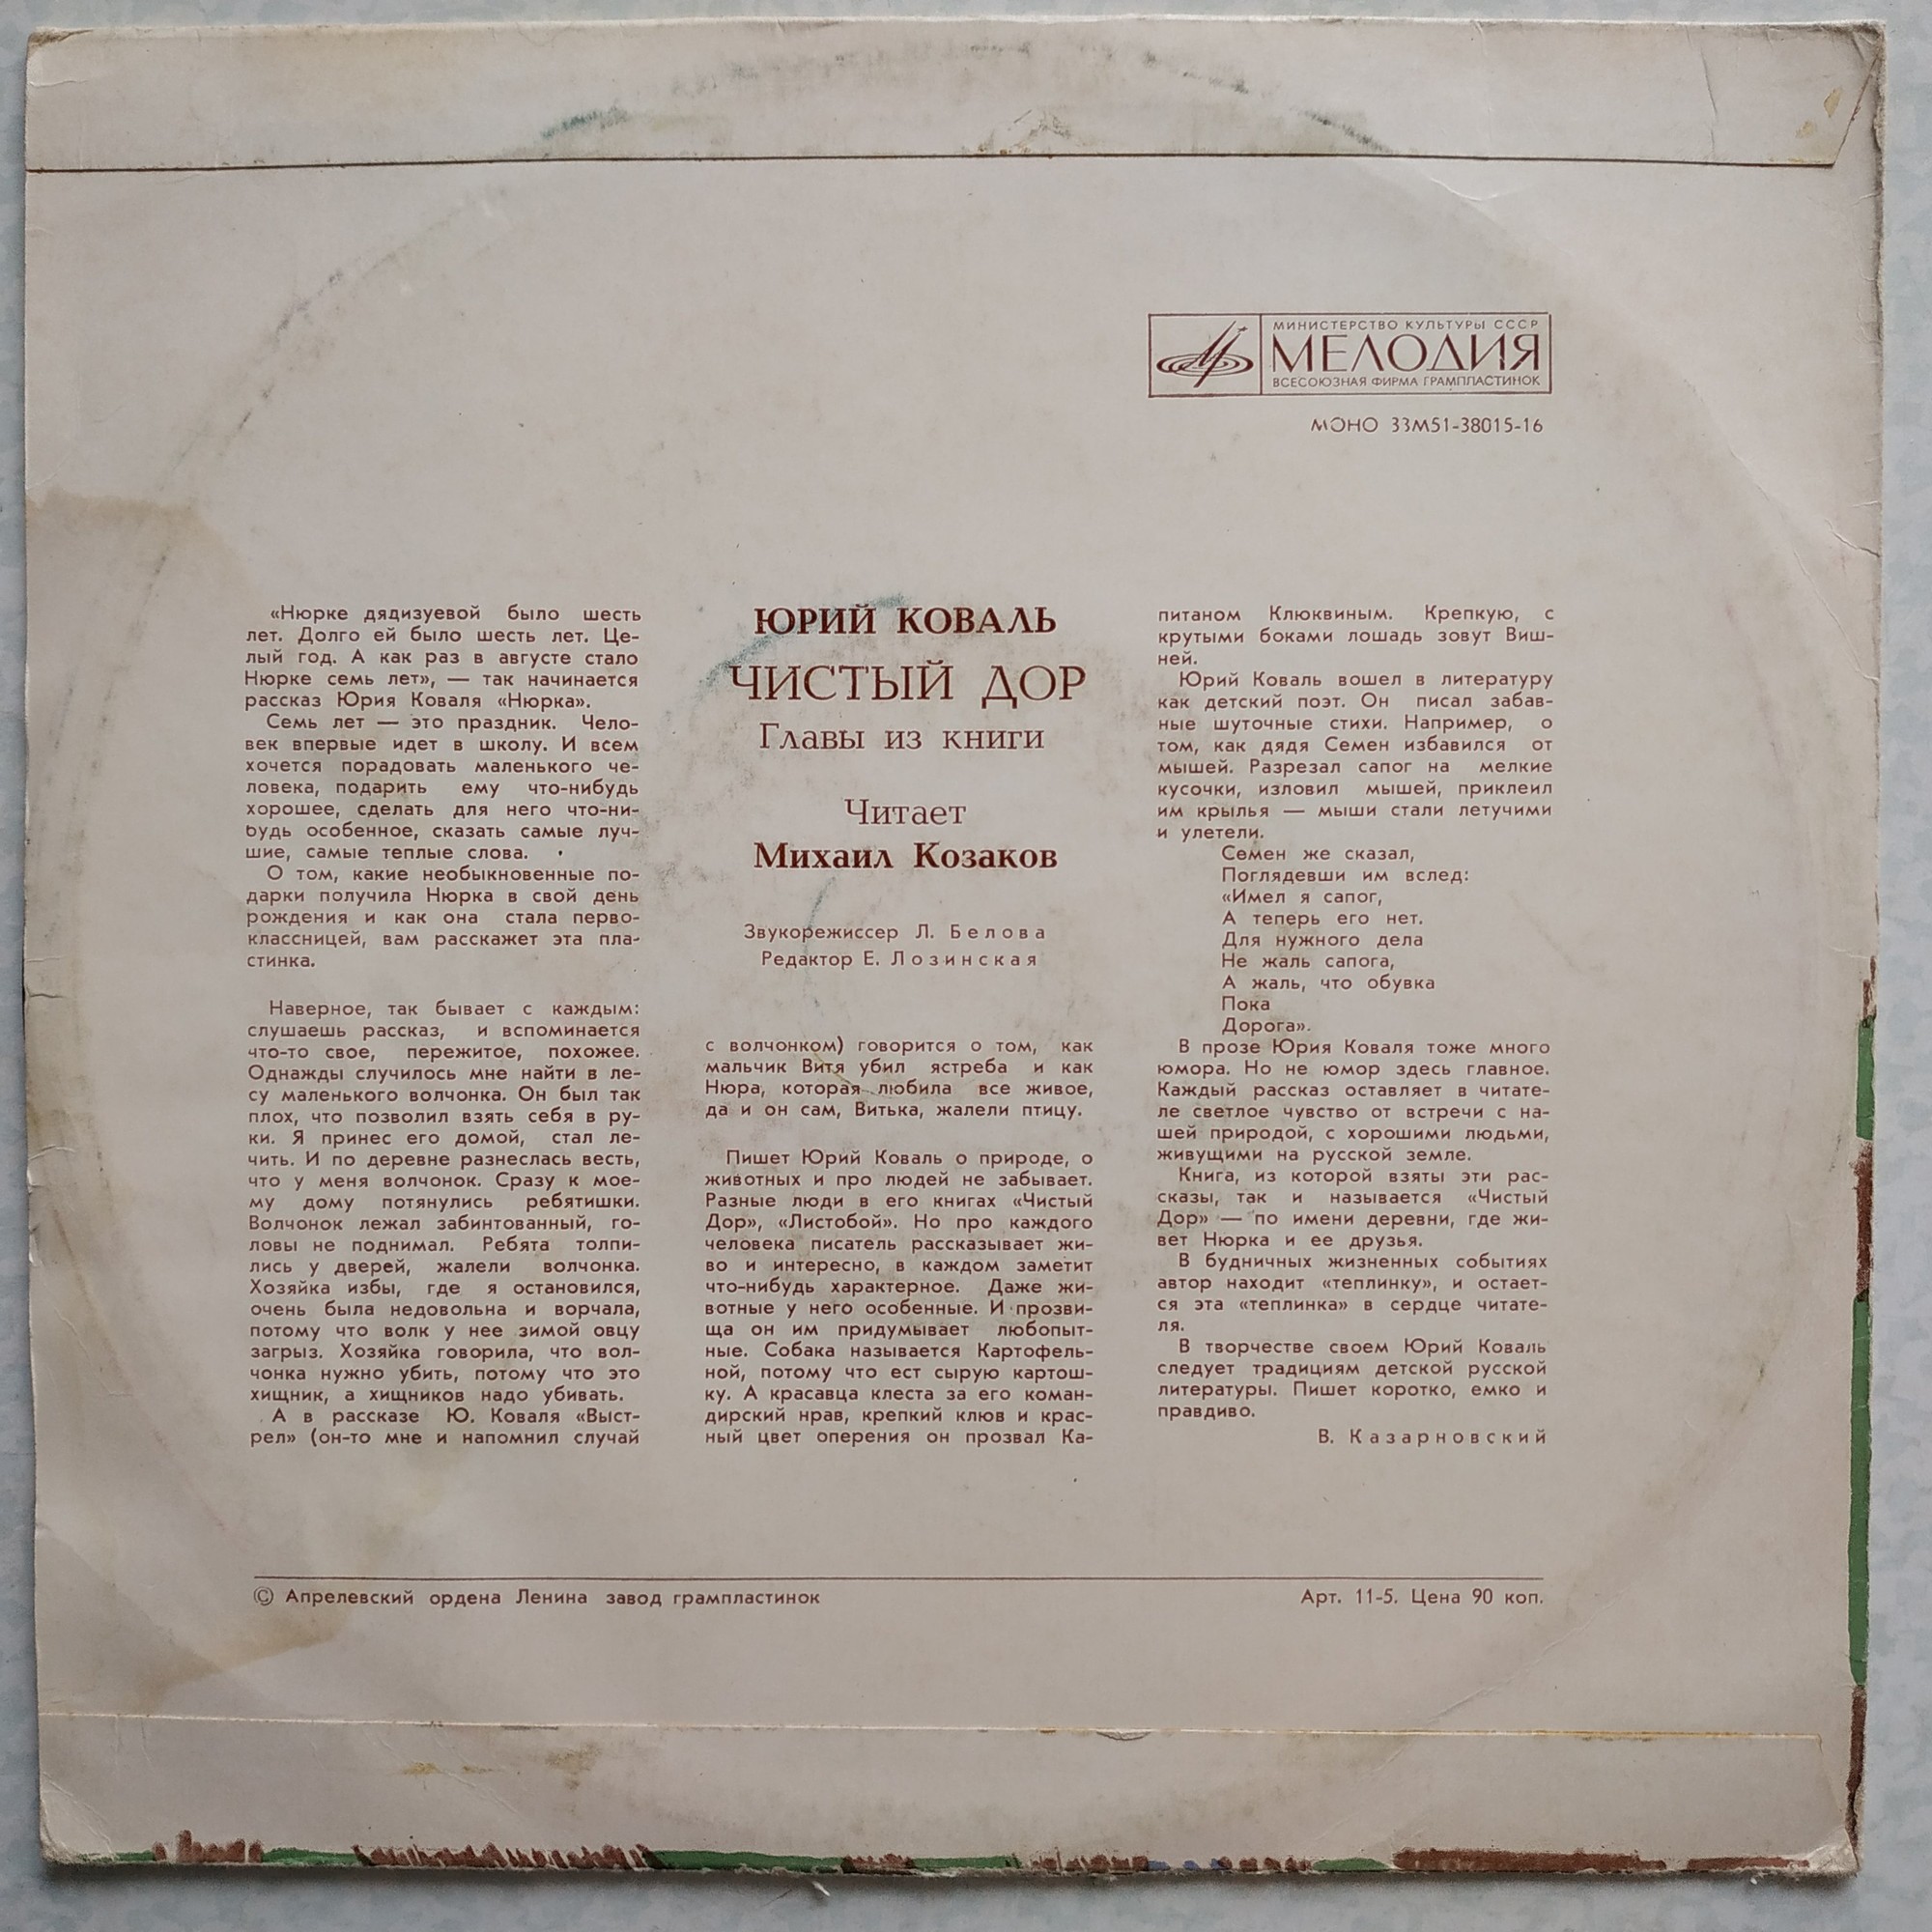 МИНИСТЕРСТВО КУЛЬТУРЫ СССР
МЕЛОДИЯ
ВСЕСОЮЗНАЯ ФИРМА ГРАМПЛАСТИНОК
МОНО 33М51-38015-16
«Нюрке дядизуевой было шесть
лет. Долго ей было шесть лет. Це-
лый год. А как раз в августе стало
Нюрке семь лет», — так начинается
рассказ Юрия Коваля «Нюрка».
Семь лет — это праздник. Чело-
век впервые идет в школу. И всем
хочется порадовать маленького че-
ловека, подарить ему что-нибудь
хорошее, сделать для него что-ни-
будь особенное, сказать самые луч-
шие, самые теплые слова.
О том, какие необыкновенные по-
дарки получила Нюрка в свой день
рождения и как она стала перво-
классницей, вам расскажет эта пла-
стинка.
Наверное, так бывает с каждым:
слушаешь рассказ, и вспоминается
что-то свое, пережитое, похожее.
Однажды случилось мне найти в ле-
су маленького волчонка. Он был так
плох, что позволил взять себя в ру-
ки. Я принес его домой, стал ле-
чить. И по деревне разнеслась весть,
что у меня волчонок. Сразу к мое-
му дому потянулись ребятишки.
Волчонок лежал забинтованный, го-
ловы не поднимал. Ребята толпи-
лись у дверей, жалели волчонка.
Хозяйка избы, где я остановился,
очень была недовольна и ворчала,
потому что волк у нее зимой овцу
загрыз. Хозяйка говорила, что вол-
чонка нужно убить, потому что это
хищник, а хищников надо убивать.
А в рассказе Ю. Коваля «Выст-
рел» (он-то мне и напомнил случай
ЮРИЙ КОВАЛЬ
ЧИСТЫЙ ДОР
Главы из книги
Читает
Михаил Козаков
Звукорежиссер Л. Белова
Редактор Е. Лозинская
с волчонком) говорится о том, как
мальчик Витя убил ястреба и как
Нюра, которая любила все живое,
да и он сам, Витька, жалели птицу.
Пишет Юрий Коваль о природе, о
животных и про людей не забывает.
Разные люди в его книгах «Чистый
Дор», «Листобой». Но про каждого
человека писатель рассказывает жи-
во и интересно, в каждом заметит
что-нибудь характерное. Даже жи-
вотные у него особенные. И прозви-
ща он им придумывает любопыт-
ные. Собака называется Картофель-
ной, потому что ест сырую картош-
ку. А красавца клеста за его коман-
дирский нрав, крепкий клюв и крас-
ный цвет оперения он прозвал Ка-
питаном Клюквиным. Крепкую, с
крутыми боками лошадь зовут Виш-
ней.
Юрий Коваль вошел в литературу
как детский поэт. Он писал забав-
ные шуточные стихи. Например, о
том, как дядя Семен избавился от
мышей. Разрезал сапог на мелкие
кусочки, изловил мышей, приклеил
им крылья — мыши стали летучими
и улетели.
Семен же сказал,
Поглядевши им вслед:
«Имел я сапог,
А теперь его нет.
Для нужного дела
Не жаль сапога,
А жаль, что обувка
Пока
Дорога».
В прозе Юрия Коваля тоже много
юмора. Но не юмор здесь главное.
Каждый рассказ оставляет в читате-
ле светлое чувство от встречи с на-
шей природой, с хорошими людьми,
живущими на русской земле.
Книга, из которой взяты эти рас-
сказы, так и называется «Чистый
Дор» — по имени деревни, где жи-
вет Нюрка и ее друзья.
В будничных жизненных событиях
автор находит «теплинку», и остает-
ся эта «теплинка» в сердце читате-
ля.
В творчестве своем Юрий Коваль
следует традициям детской русской
литературы. Пишет коротко, емко и
правдиво.
В. Казарновский
© Апрелевский ордена Ленина завод грампластинок
Арт. 11-5. Цена 90 коп.